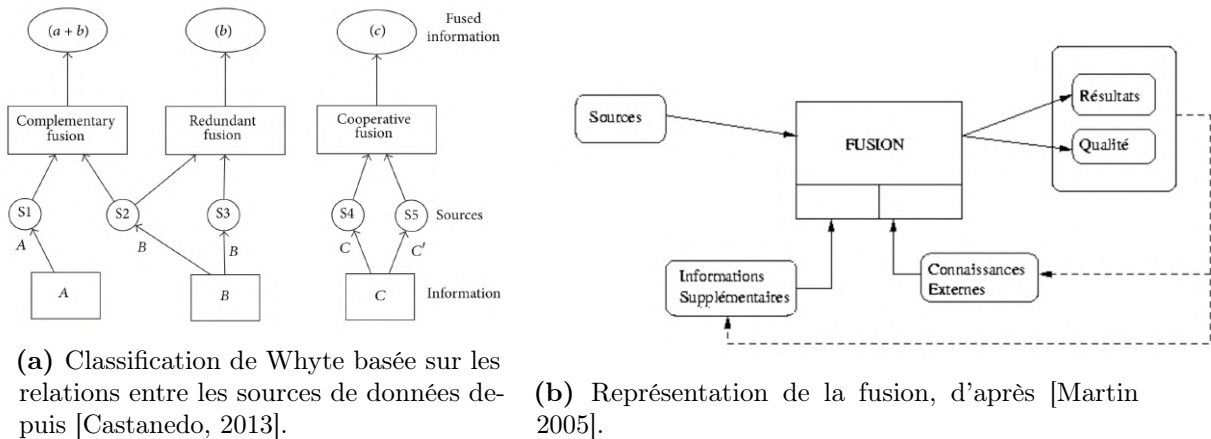 (a + b)
(b)
(c)
Fused
information
Complementary
fusion
Redundant
fusion
Cooperative
fusion
S1
S2
S3
S4
S5
Sources
A
B
B
C
C′
A
B
C
Information
(a) Classification de Whyte basée sur les
relations entre les sources de données de-
puis [Castanedo, 2013].
Sources
FUSION
Résultats
Qualité
Informations
Supplémentaires
Connaissances
Externes
(b) Représentation de la fusion, d'après [Martin
2005].